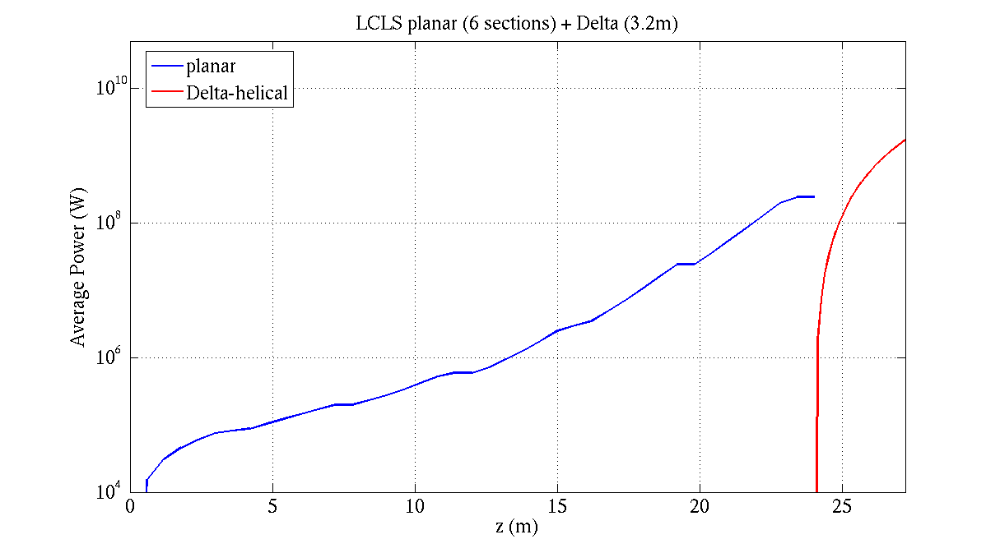 LCLS planar (6 sections) + Delta (3.2m)
planar
Delta-helical
10^10
10^8
10^6
10^4
Average Power (W)
0 5 10 15 20 25
z (m)